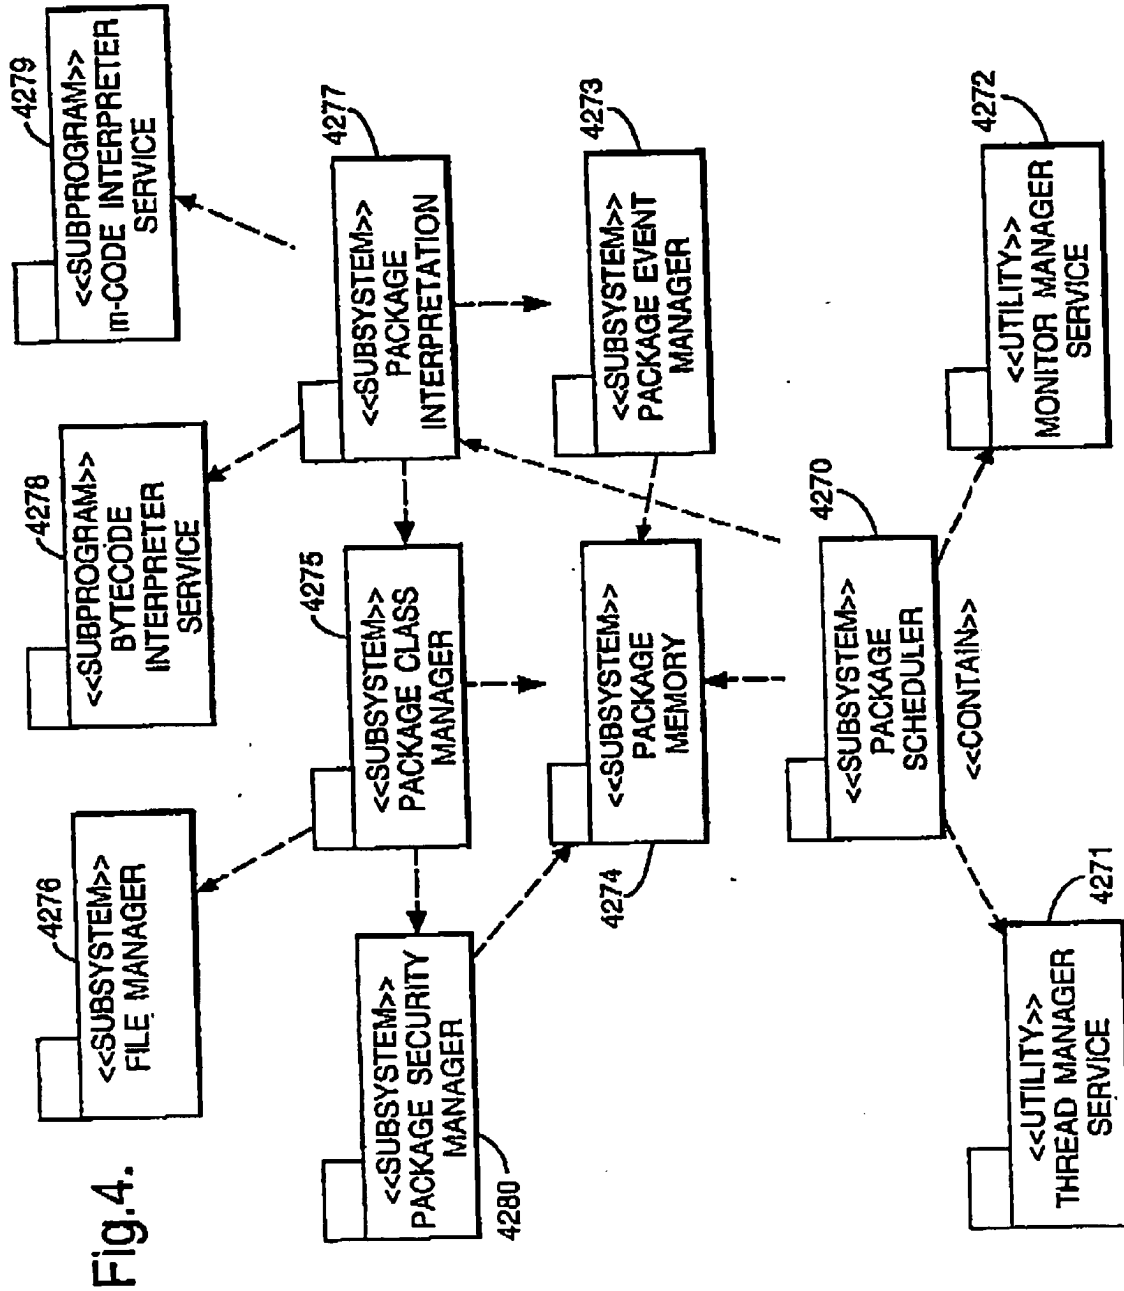 Fig.4.
4276
<<SUBSYSTEM>>
FILE MANAGER
4278
<<SUBPROGRAM>>
BYTECODE
INTERPRETER
SERVICE
4279
<<SUBPROGRAM>>
m-CODE INTERPRETER
SERVICE
<<SUBSYSTEM>>
PACKAGE SECURITY
MANAGER
4280
4275
<<SUBSYSTEM>>
PACKAGE CLASS
MANAGER
4277
<<SUBSYSTEM>>
PACKAGE
INTERPRETATION
<<SUBSYSTEM>>
PACKAGE
MEMORY
4274
4273
<<SUBSYSTEM>>
PACKAGE EVENT
MANAGER
4270
<<SUBSYSTEM>>
PACKAGE
SCHEDULER
<<CONTAIN>>
4271
<<UTILITY>>
THREAD MANAGER
SERVICE
4272
<<UTILITY>>
MONITOR MANAGER
SERVICE